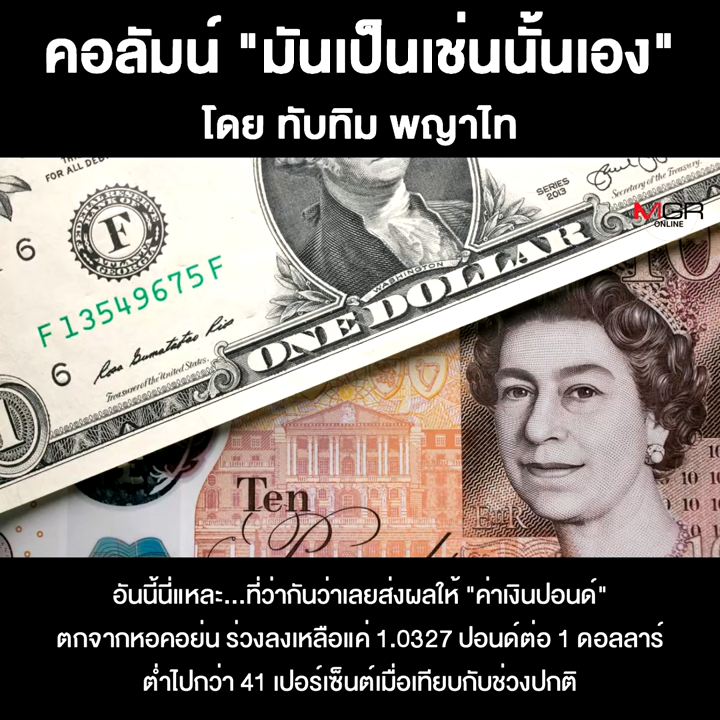 คอลัมน์ "มันเป็นเช่นนั้นเอง"
โดย ทับทิม พญาไท
FOR ALL DEBT
SERIES
2013
Secretary of the Treasury.
MGR
ONLINE
6
F
F 13549675 F
WASHINGTON
ONE DOLLAR
6
Rosa Gumataotao Rios
Treasurer of the United States.
10
Ten
E R
10 10
10
อันนี้นี่แหละ...ที่ว่ากันว่าเลยส่งผลให้ "ค่าเงินปอนด์"
ตกจากหอคอย่น ร่วงลงเหลือแค่ 1.0327 ปอนด์ต่อ 1 ดอลลาร์
ต่ำไปกว่า 41 เปอร์เซ็นต์เมื่อเทียบกับช่วงปกติ